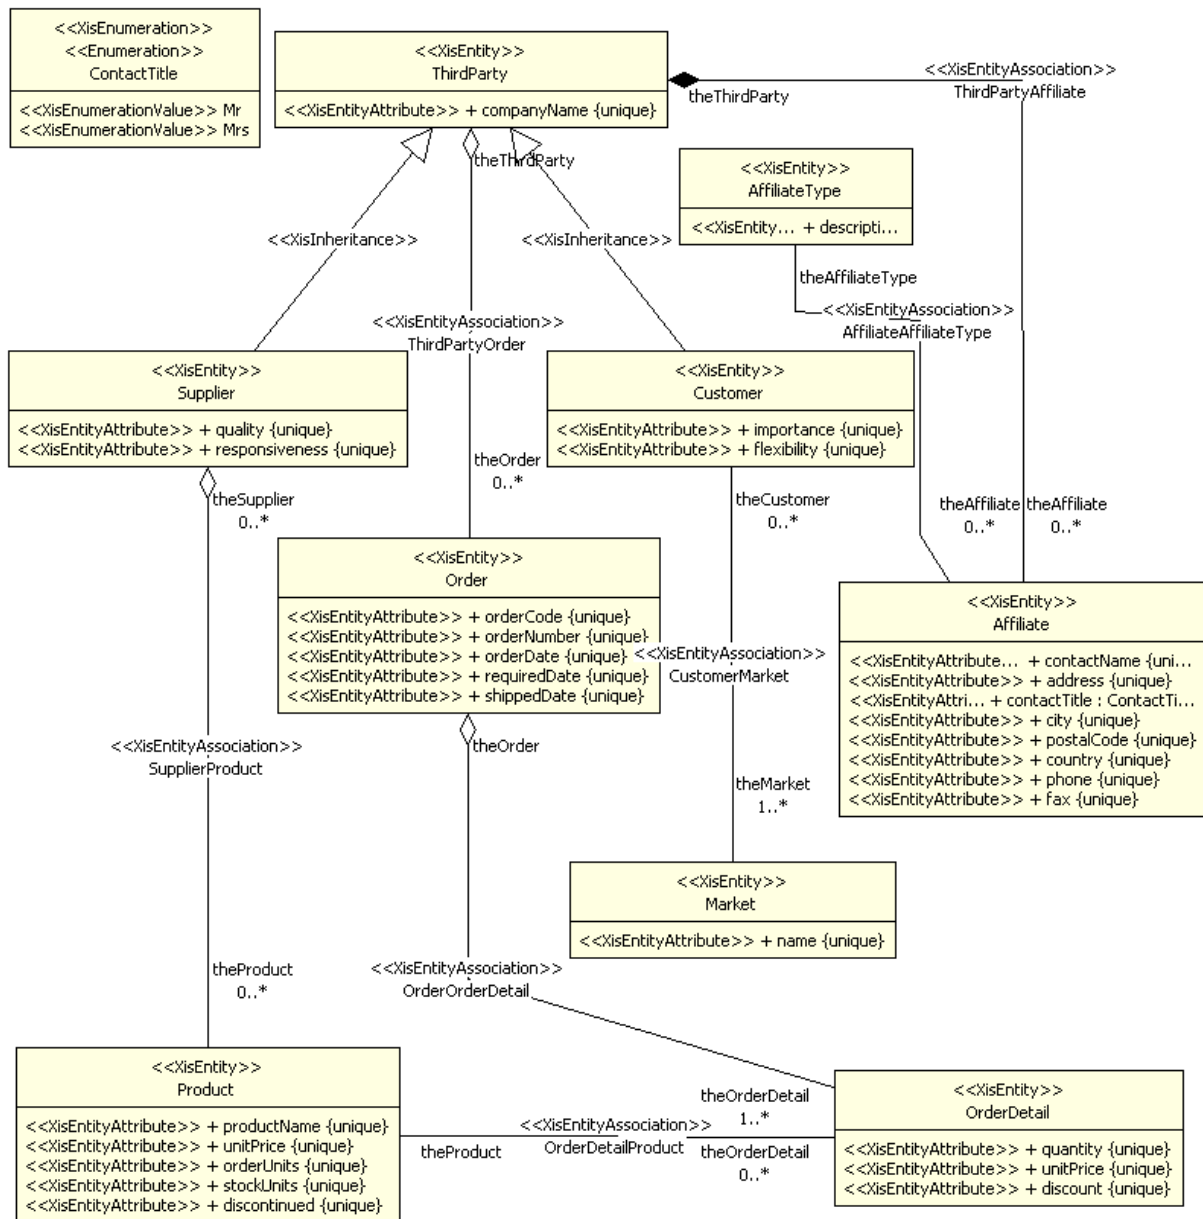 <<XisEnumeration>>
<<Enumeration>>
ContactTitle
<<XisEnumerationValue>> Mr
<<XisEnumerationValue>> Mrs
<<XisEntity>>
ThirdParty
<<XisEntityAttribute>> + companyName {unique}
theThirdParty
<<XisEntityAssociation>>
ThirdPartyAffiliate
theThirdParty
<<XisEntity>>
AffiliateType
<<XisEntity... + descripti...
<<XisInheritance>>
<<XisInheritance>>
theAffiliateType
<<XisEntityAssociation>>
AffiliateAffiliateType
<<XisEntityAssociation>>
ThirdPartyOrder
<<XisEntity>>
Supplier
<<XisEntityAttribute>> + quality {unique}
<<XisEntityAttribute>> + responsiveness {unique}
<<XisEntity>>
Customer
<<XisEntityAttribute>> + importance {unique}
<<XisEntityAttribute>> + flexibility {unique}
theSupplier
0..*
theOrder
0..*
theCustomer
0..*
theAffiliate
0..*
theAffiliate
0..*
<<XisEntity>>
Order
<<XisEntityAttribute>> + orderCode {unique}
<<XisEntityAttribute>> + orderNumber {unique}
<<XisEntityAttribute>> + orderDate {unique}
<<XisEntityAttribute>> + requiredDate {unique}
<<XisEntityAttribute>> + shippedDate {unique}
<<XisEntity>>
Affiliate
<<XisEntityAttribute... + contactName {uni...
<<XisEntityAttribute>> + address {unique}
<<XisEntityAttri... + contactTitle : ContactTi...
<<XisEntityAttribute>> + city {unique}
<<XisEntityAttribute>> + postalCode {unique}
<<XisEntityAttribute>> + country {unique}
<<XisEntityAttribute>> + phone {unique}
<<XisEntityAttribute>> + fax {unique}
<<XisEntityAssociation>>
CustomerMarket
<<XisEntityAssociation>>
SupplierProduct
theOrder
theMarket
1..*
<<XisEntity>>
Market
<<XisEntityAttribute>> + name {unique}
theProduct
0..*
<<XisEntityAssociation>>
OrderOrderDetail
<<XisEntity>>
Product
<<XisEntityAttribute>> + productName {unique}
<<XisEntityAttribute>> + unitPrice {unique}
<<XisEntityAttribute>> + orderUnits {unique}
<<XisEntityAttribute>> + stockUnits {unique}
<<XisEntityAttribute>> + discontinued {unique}
theProduct
<<XisEntityAssociation>>
OrderDetailProduct
theOrderDetail
1..*
theOrderDetail
0..*
<<XisEntity>>
OrderDetail
<<XisEntityAttribute>> + quantity {unique}
<<XisEntityAttribute>> + unitPrice {unique}
<<XisEntityAttribute>> + discount {unique}